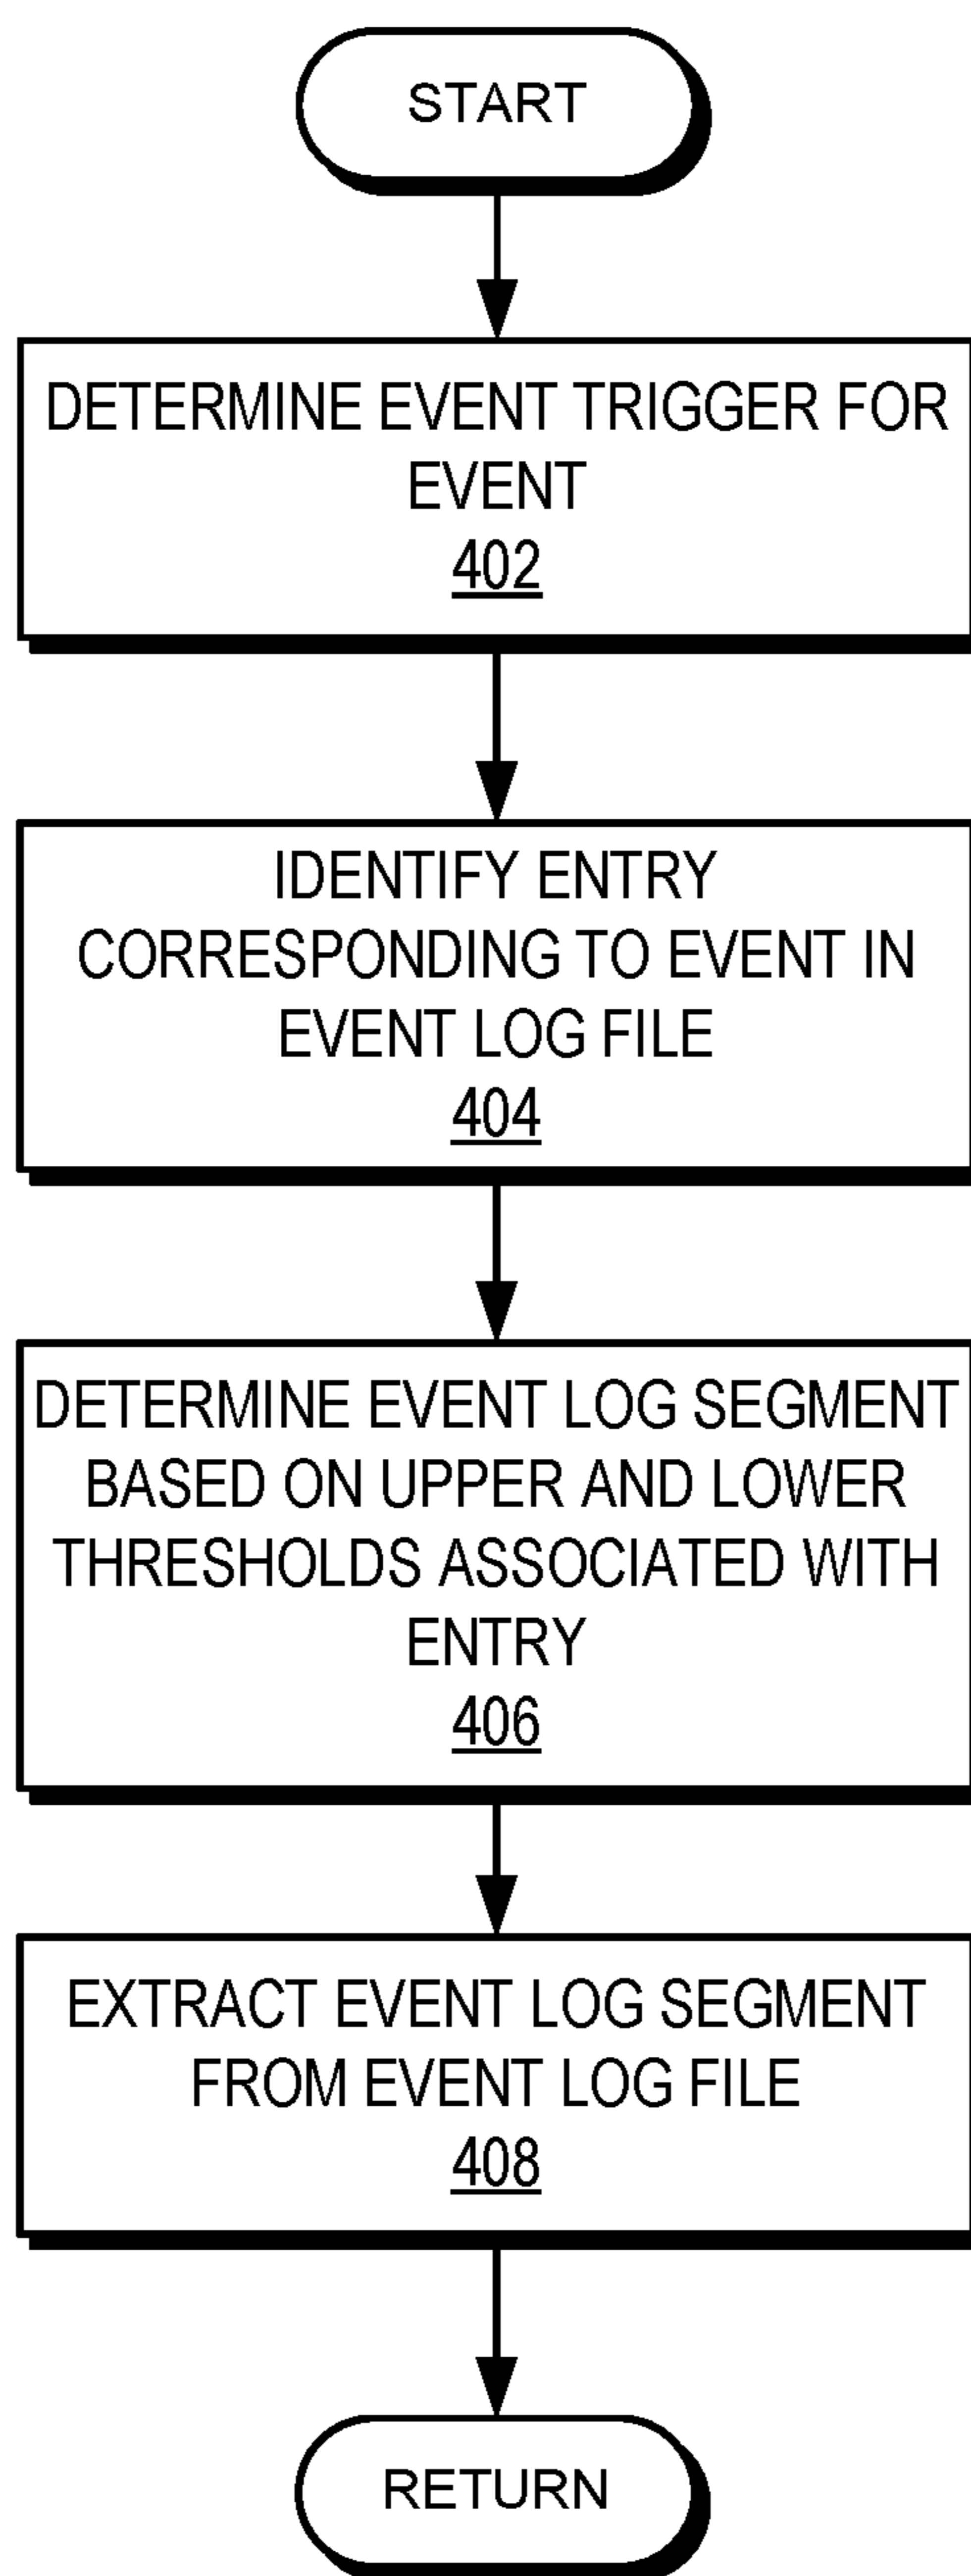 START
DETERMINE EVENT TRIGGER FOR
EVENT
402
IDENTIFY ENTRY
CORRESPONDING TO EVENT IN
EVENT LOG FILE
404
DETERMINE EVENT LOG SEGMENT
BASED ON UPPER AND LOWER
THRESHOLDS ASSOCIATED WITH
ENTRY
406
EXTRACT EVENT LOG SEGMENT
FROM EVENT LOG FILE
408
RETURN